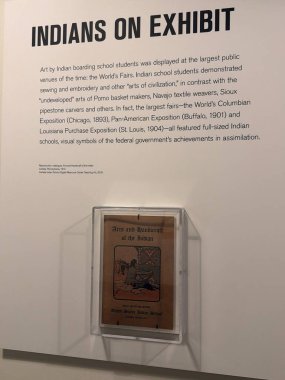 INDIANS ON EXHIBIT
Art by Indian boarding school students was displayed at the largest public
venues of the time: the World's Fairs. Indian school students demonstrated
sewing and embroidery and other "arts of civilization," in contrast with the
"undeveloped" arts of Pomo basket makers, Navajo textile weavers, Sioux
pipestone carvers and others. In fact, the largest fairs—the World's Columbian
Exposition (Chicago, 1893), Pan-American Exposition (Buffalo, 1901) and
Louisiana Purchase Exposition (St. Louis, 1904)—all featured full-sized Indian
schools, visual symbols of the federal government's achievements in assimilation.
Arts and Handicraft
of the Indian